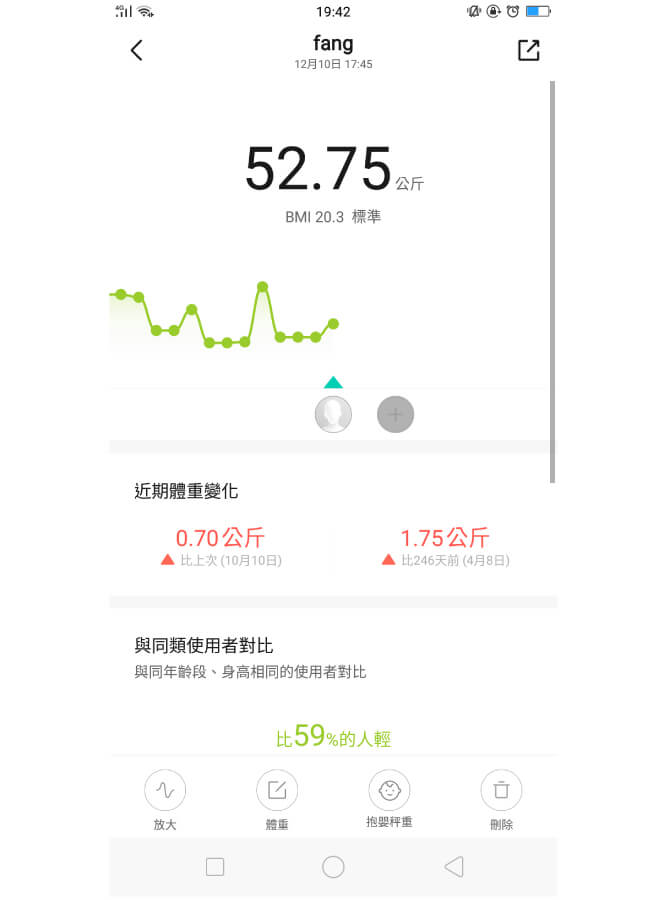 4G 19:42
fang
12月10日 17:45
52.75 公斤
BMI 20.3 標準
近期體重變化
0.70公斤 1.75公斤
比上次 (10月10日) 比246天前 (4月8日)
與同類使用者對比
與同年齡段、身高相同的使用者對比
比59%的人輕
放大 體重 抱嬰秤重 刪除